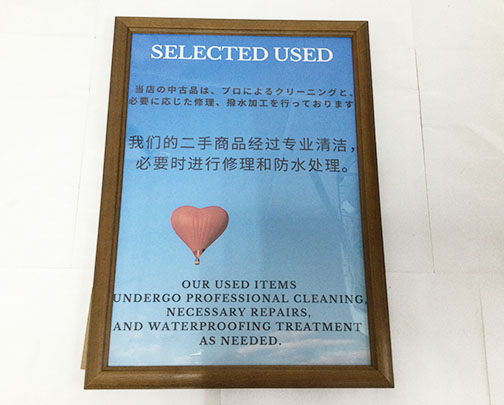 SELECTED USED
当店の中古品は、プロによるクリーニングと、
必要に応じた修理、撥水加工を行っております
我们的二手商品经过专业清洁，
必要时进行修理和防水处理。
OUR USED ITEMS
UNDERGO PROFESSIONAL CLEANING,
NECESSARY REPAIRS,
AND WATERPROOFING TREATMENT
AS NEEDED.